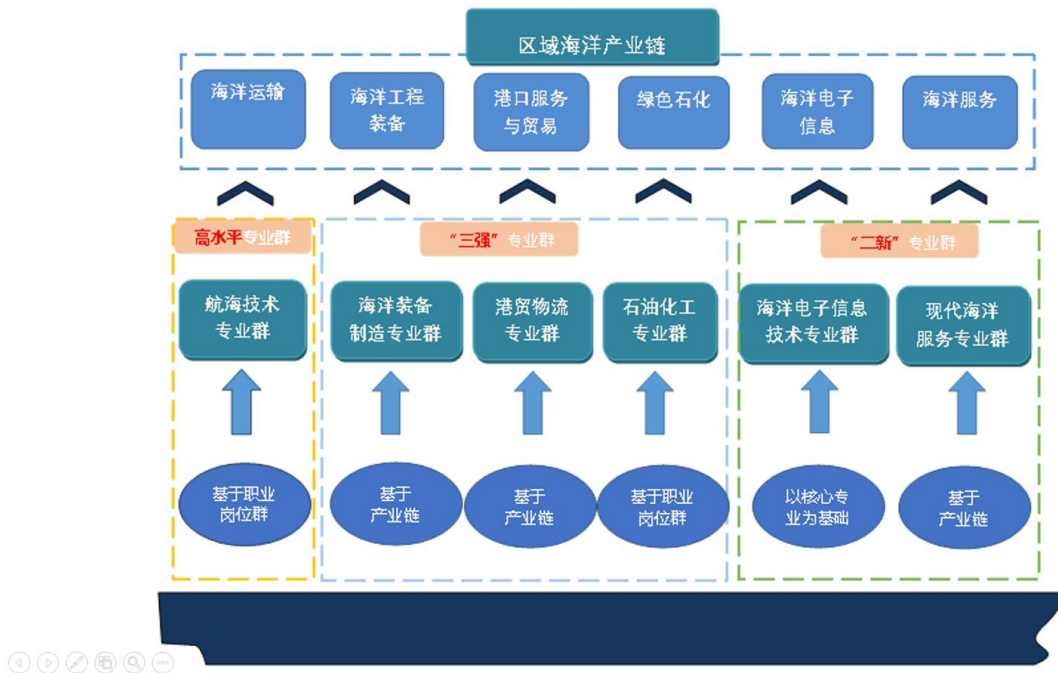 区域海洋产业链
海洋运输
海洋工程
装备
港口服务
与贸易
绿色石化
海洋电子
信息
海洋服务
高水平专业群
“三强” 专业群
“二新” 专业群
航海技术
专业群
海洋装备
制造专业群
港贸物流
专业群
石油化工
专业群
海洋电子信息
技术专业群
现代海洋
服务专业群
基于职业
岗位群
基于
产业链
基于
产业链
基于职业
岗位群
以核心专
业为基础
基于
产业链